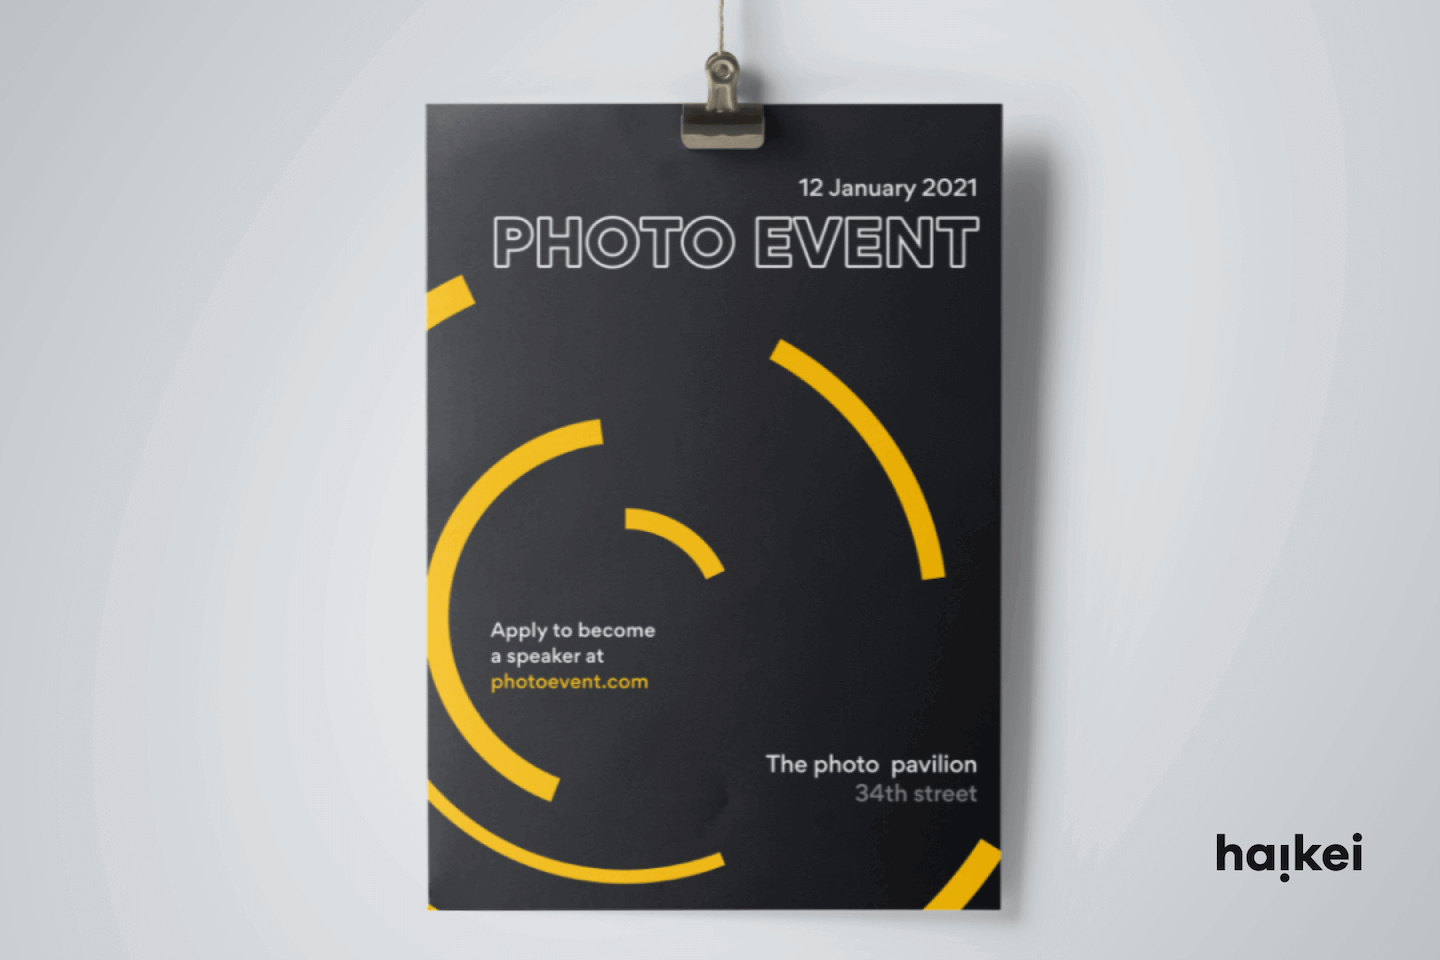 12 January 2021
PHOTO EVENT
Apply to become
a speaker at
photoevent.com
The photo pavilion
34th street
haikei